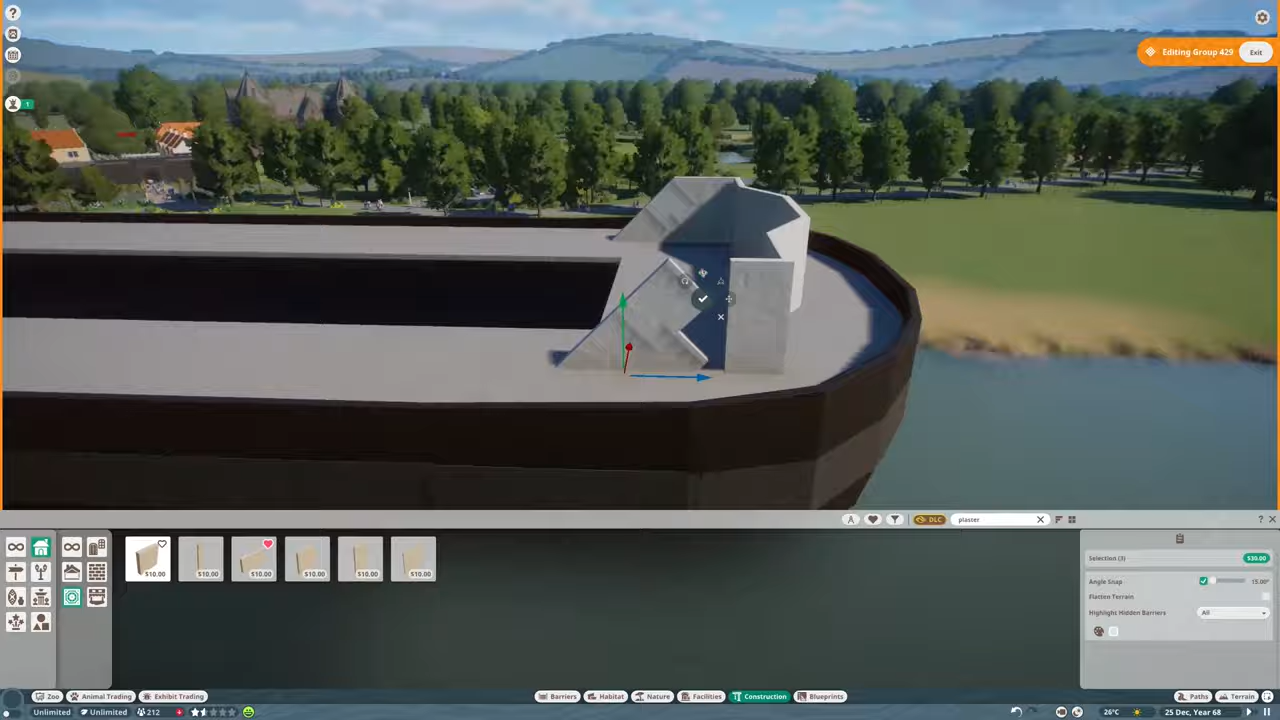 ?
Editing Group 429
Exit
1
A
DLC
plaster
?
$10.00
$10.00
$10.00
$10.00
$10.00
$10.00
Selection (3)
$30.00
Angle Snap
15.00°
Flatten Terrain
Highlight Hidden Barriers
All
Zoo
Animal Trading
Exhibit Trading
Barriers
Habitat
Nature
Facilities
Construction
Blueprints
Paths
Terrain
Unlimited
Unlimited
212
26°C
25 Dec, Year 68